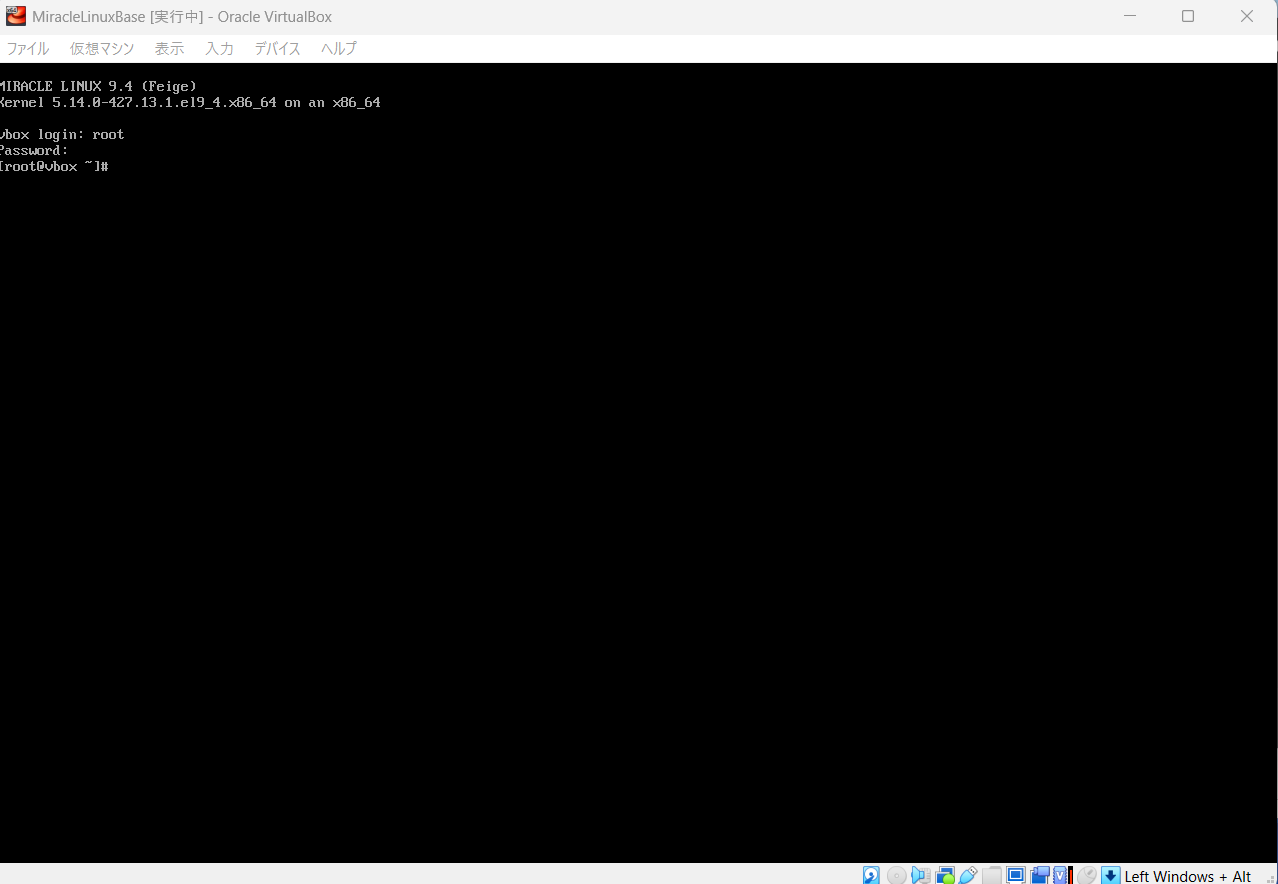 MiracleLinuxBase [実行中] - Oracle VirtualBox
ファイル 仮想マシン 表示 入力 デバイス ヘルプ
MIRACLE LINUX 9.4 (Feige)
Kernel 5.14.0-427.13.1.el9_4.x86_64 on an x86_64
vbox login: root
Password:
[root@vbox ~]#
Left Windows + Alt